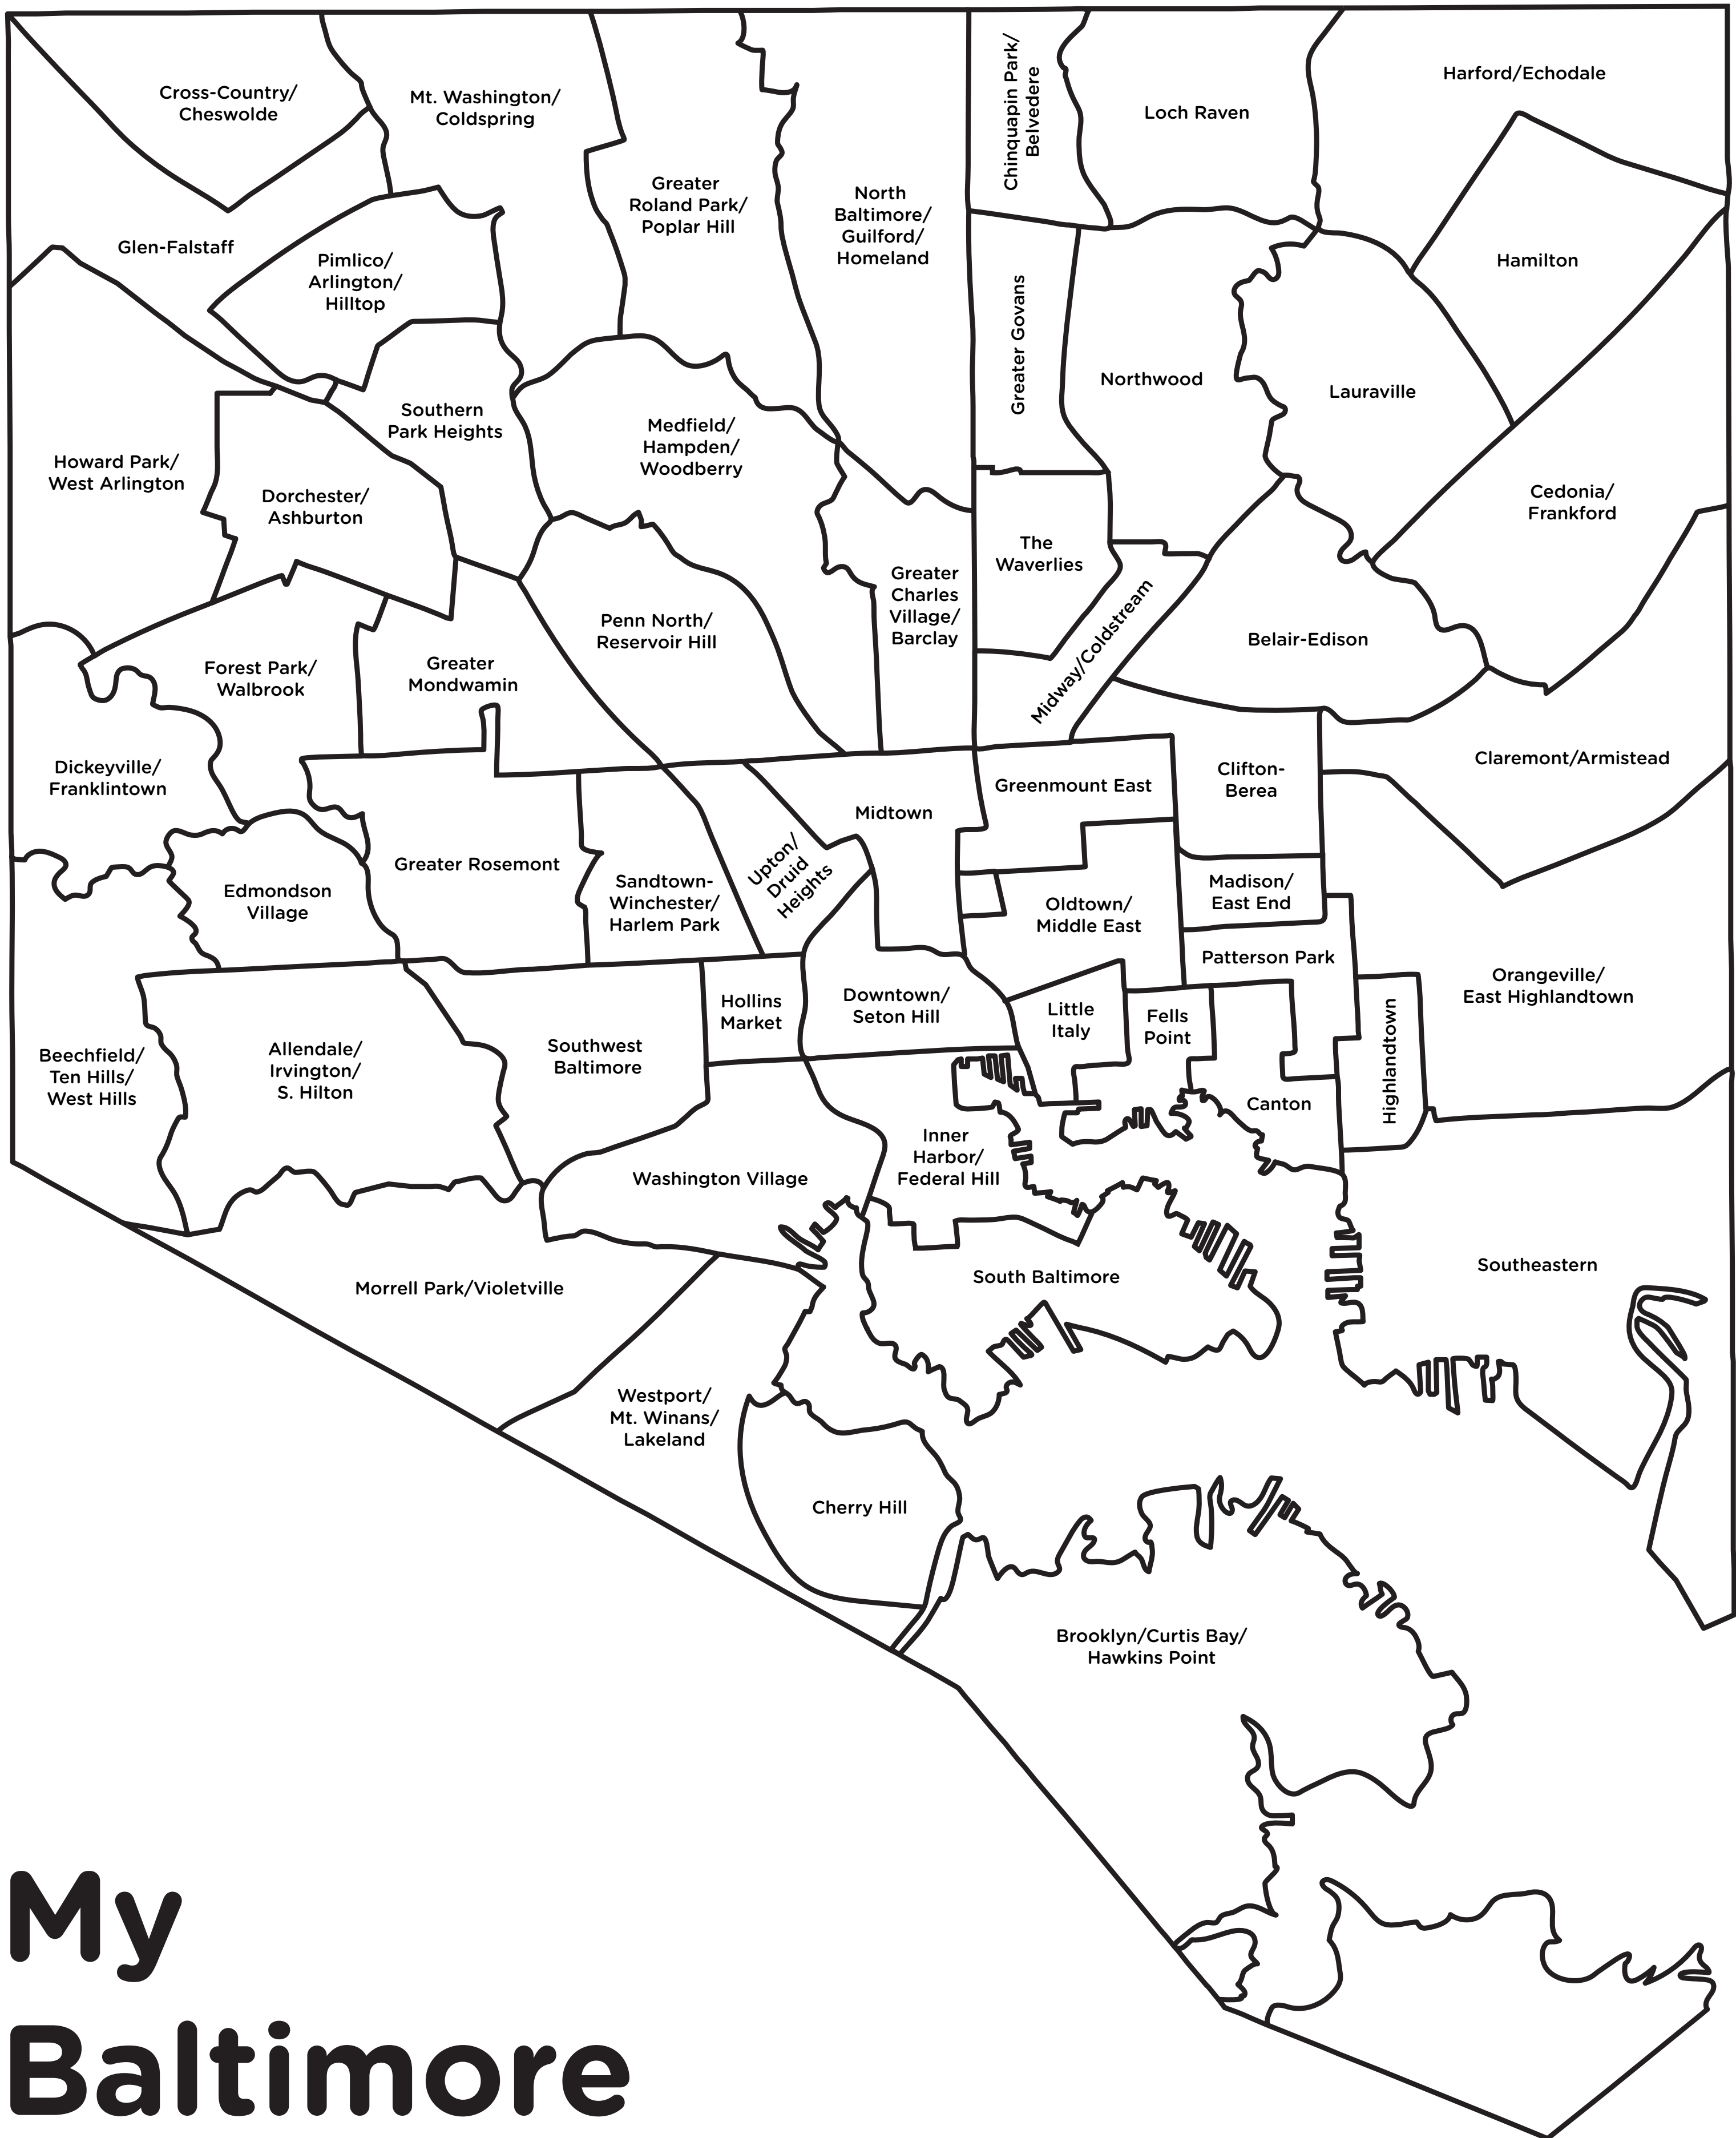 Cross-Country/
Cheswolde
Mt. Washington/
Coldspring
Greater
Roland Park/
Poplar Hill
North
Baltimore/
Guilford/
Homeland
Chinquapin Park/
Belvedere
Loch Raven
Harford/Echodale
Glen-Falstaff
Pimlico/
Arlington/
Hilltop
Greater Govans
Northwood
Lauraville
Hamilton
Howard Park/
West Arlington
Dorchester/
Ashburton
Southern
Park Heights
Medfield/
Hampden/
Woodberry
Cedonia/
Frankford
The
Waverlies
Greater
Charles
Village/
Barclay
Midway/Coldstream
Belair-Edison
Penn North/
Reservoir Hill
Forest Park/
Walbrook
Greater
Mondwamin
Dickeyville/
Franklintown
Greenmount East
Clifton-
Berea
Claremont/Armistead
Midtown
Upton/
Druid
Heights
Greater Rosemont
Edmondson
Village
Sandtown-
Winchester/
Harlem Park
Oldtown/
Middle East
Madison/
East End
Patterson Park
Orangeville/
East Highlandtown
Hollins
Market
Downtown/
Seton Hill
Little
Italy
Fells
Point
Highlandtown
Beechfield/
Ten Hills/
West Hills
Allendale/
Irvington/
S. Hilton
Southwest
Baltimore
Canton
Inner
Harbor/
Federal Hill
Washington Village
Morrell Park/Violetville
South Baltimore
Southeastern
Westport/
Mt. Winans/
Lakeland
Cherry Hill
Brooklyn/Curtis Bay/
Hawkins Point
My
Baltimore